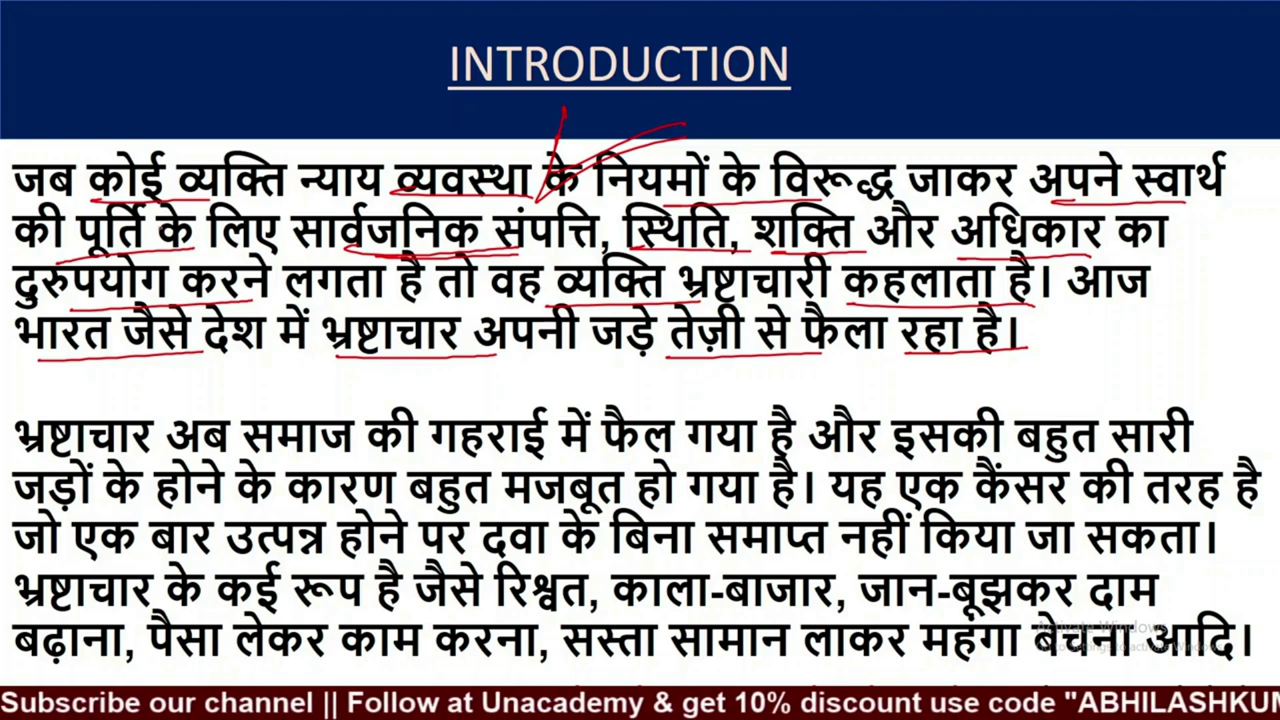 INTRODUCTION
जब कोई व्यक्ति न्याय व्यवस्था के नियमों के विरूद्ध जाकर अपने स्वार्थ
की पूर्ति के लिए सार्वजनिक संपत्ति, स्थिति, शक्ति और अधिकार का
दुरुपयोग करने लगता है तो वह व्यक्ति भ्रष्टाचारी कहलाता है। आज
भारत जैसे देश में भ्रष्टाचार अपनी जड़े तेज़ी से फैला रहा है।
भ्रष्टाचार अब समाज की गहराई में फैल गया है और इसकी बहुत सारी
जड़ों के होने के कारण बहुत मजबूत हो गया है। यह एक कैंसर की तरह है
जो एक बार उत्पन्न होने पर दवा के बिना समाप्त नहीं किया जा सकता।
भ्रष्टाचार के कई रूप है जैसे रिश्वत, काला-बाजार, जान-बूझकर दाम
बढ़ाना, पैसा लेकर काम करना, सस्ता सामान लाकर महंगा बेचना आदि।
Activate Windows
Subscribe our channel || Follow at Unacademy & get 10% discount use code "ABHILASHKUM